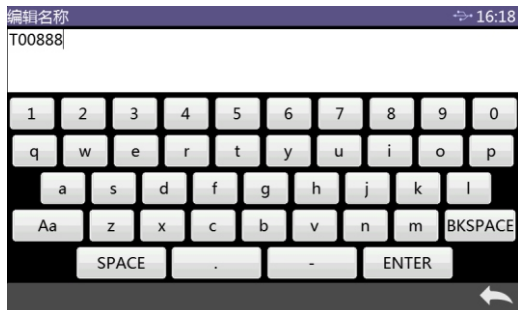 编辑名称 16:18
T00888
1 2 3 4 5 6 7 8 9 0
q w e r t y u i o p
a s d f g h j k l
Aa z x c b v n m BKSPACE
SPACE . - ENTER